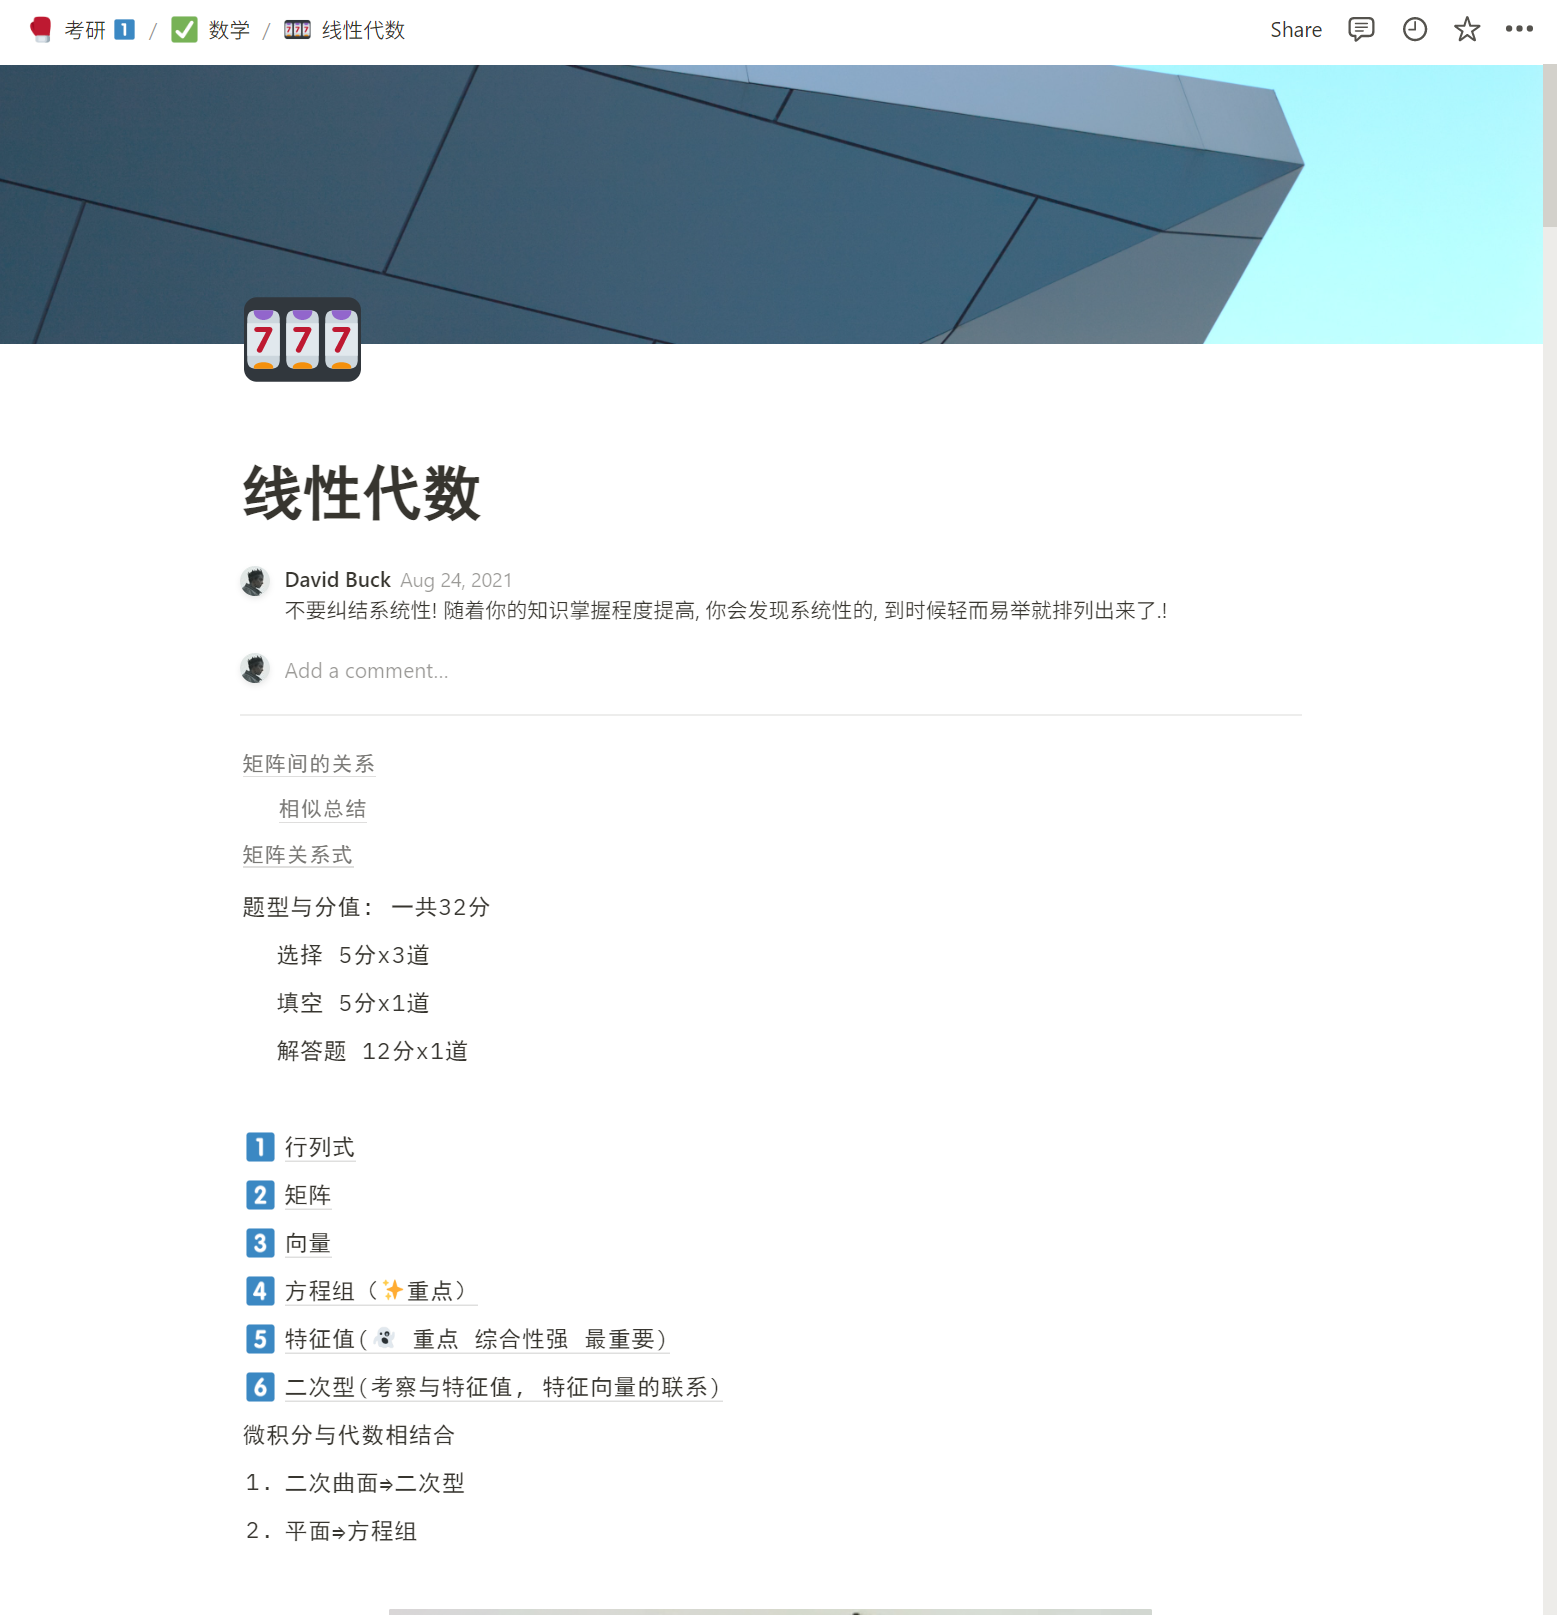 考研 1 / 数学 / 线性代数
Share
777
线性代数
David Buck Aug 24, 2021
不要纠结系统性! 随着你的知识掌握程度提高, 你会发现系统性的, 到时候轻而易举就排列出来了.!
Add a comment...
矩阵间的关系
相似总结
矩阵关系式
题型与分值: 一共32分
选择 5分x3道
填空 5分x1道
解答题 12分x1道
1 行列式
2 矩阵
3 向量
4 方程组（✨重点）
5 特征值(👻 重点 综合性强 最重要)
6 二次型(考察与特征值, 特征向量的联系)
微积分与代数相结合
1. 二次曲面⇒二次型
2. 平面⇒方程组